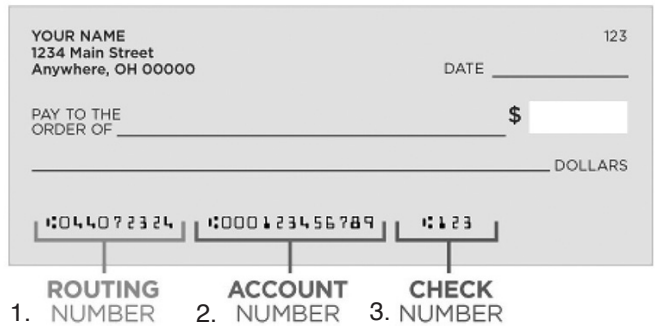 YOUR NAME 123
1234 Main Street
Anywhere, OH 00000
DATE
PAY TO THE
ORDER OF $
DOLLARS
⑆044072324 ⑆000123456789 ⑆123
ROUTING ACCOUNT CHECK
1. NUMBER 2. NUMBER 3. NUMBER